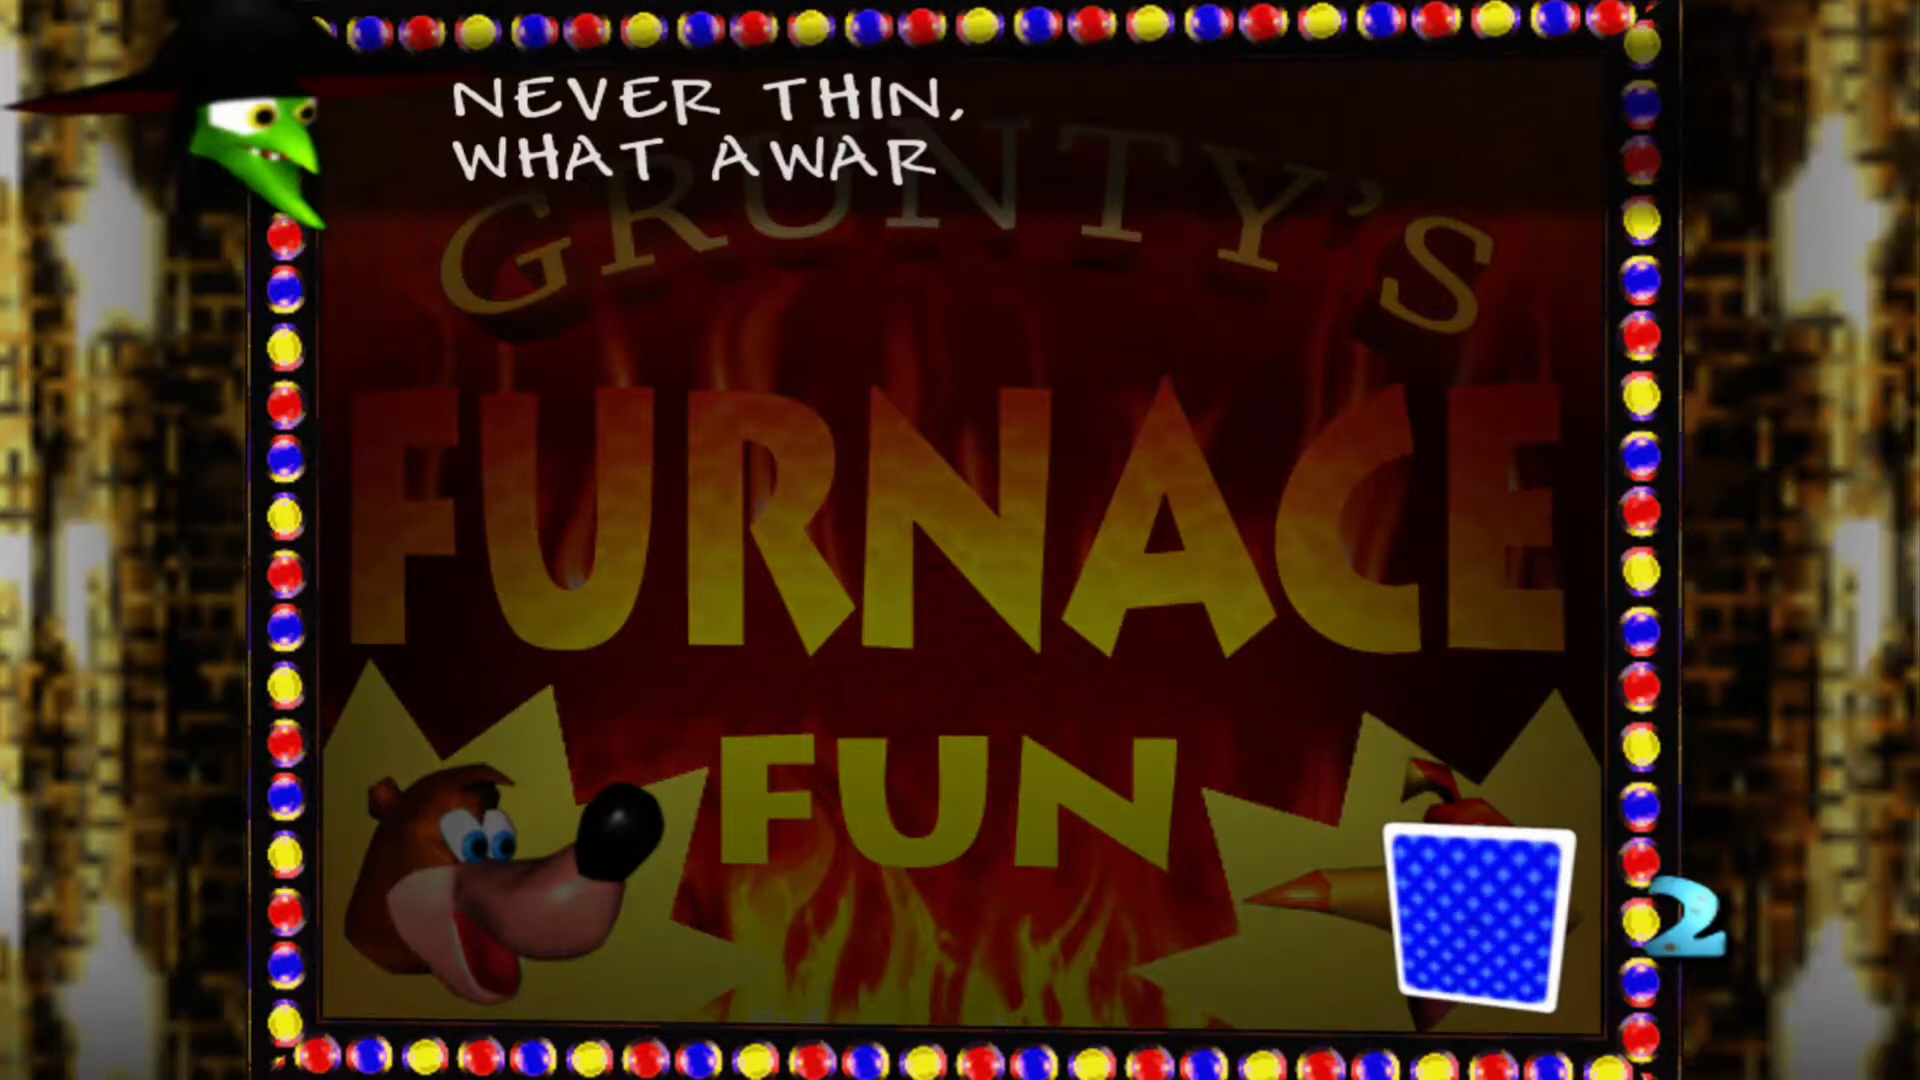 NEVER THIN,
WHAT AWAR
GRUNTY'S
FURNACE
FUN
2